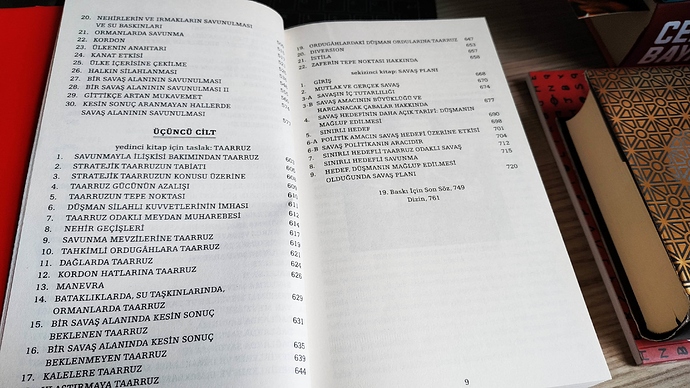 20. NEHİRLERİN VE IRMAKLARIN SAVUNULMASI
VE SU BASKINLARI
21. ORMANLARDA SAVUNMA
22. KORDON
23. ÜLKENİN ANAHTARI
24. KANAT ETKİSİ
25. ÜLKE İÇERİSİNE ÇEKİLME
26. HALKIN SİLAHLANMASI
27. BİR SAVAŞ ALANININ SAVUNULMASI
28. BİR SAVAŞ ALANININ SAVUNULMASI II
29. GİTTİKÇE ARTAN MUKAVEMET
30. KESİN SONUÇ ARANMAYAN HALLERDE
SAVAŞ ALANININ SAVUNULMASI
ÜÇÜNCÜ CİLT
yedinci kitap için taslak: TAARRUZ
1. SAVUNMAYLA İLİŞKİSİ BAKIMINDAN TAARRUZ
2. STRATEJİK TAARRUZUN TABİATI
3. STRATEJİK TAARRUZUN KONUSU ÜZERİNE
4. TAARRUZ GÜCÜNÜN AZALIŞI
5. TAARRUZUN TEPE NOKTASI
6. DÜŞMAN SİLAHLI KUVVETLERİNİN İMHASI
7. TAARRUZ ODAKLI MEYDAN MUHAREBESİ
8. NEHİR GEÇİŞLERİ
9. SAVUNMA MEVZİLERİNE TAARRUZ 617
10. TAHKİMLİ ORDUGÂHLARA TAARRUZ 619
11. DAĞLARDA TAARRUZ 621
12. KORDON HATLARINA TAARRUZ 624
13. MANEVRA 626
14. BATAKLIKLARDA, SU TAŞKINLARINDA,
ORMANLARDA TAARRUZ 629
15. BİR SAVAŞ ALANINDA KESİN SONUÇ
BEKLENEN TAARRUZ 631
16. BİR SAVAŞ ALANINDA KESİN SONUÇ
BEKLENMEYEN TAARRUZ 635
17. KALELERE TAARRUZ 639
644
19. ORDUGÂHLARDAKİ DÜŞMAN ORDULARINA TAARRUZ 647
20. DIVERSION
21. İSTİLA 657
22. ZAFERİN TEPE NOKTASI HAKKINDA 658
sekizinci kitap: SAVAŞ PLANI
1. GİRİŞ 668
2. MUTLAK VE GERÇEK SAVAŞ 670
3-A SAVAŞIN İÇ TUTARLILIĞI 674
3-B SAVAŞ AMACININ BÜYÜKLÜĞÜ VE
HARCANACAK ÇABALAR HAKKINDA 677
4. SAVAŞ HEDEFİNİN DAHA AÇIK TARİFİ: DÜŞMANIN
MAĞLUP EDİLMESİ 690
5. SINIRLI HEDEF 698
6-A POLİTİK AMACIN SAVAŞ HEDEFİ ÜZERİNE ETKİSİ 701
6-B SAVAŞ POLİTİKANIN ARACIDIR 704
7. SINIRLI HEDEFLİ TAARRUZ ODAKLI SAVAŞ 712
8. SINIRLI HEDEFLİ SAVUNMA 715
9. HEDEF, DÜŞMANIN MAĞLUP EDİLMESİ
OLDUĞUNDA SAVAŞ PLANI 720
19. Baskı İçin Son Söz, 749
Dizin, 761
9